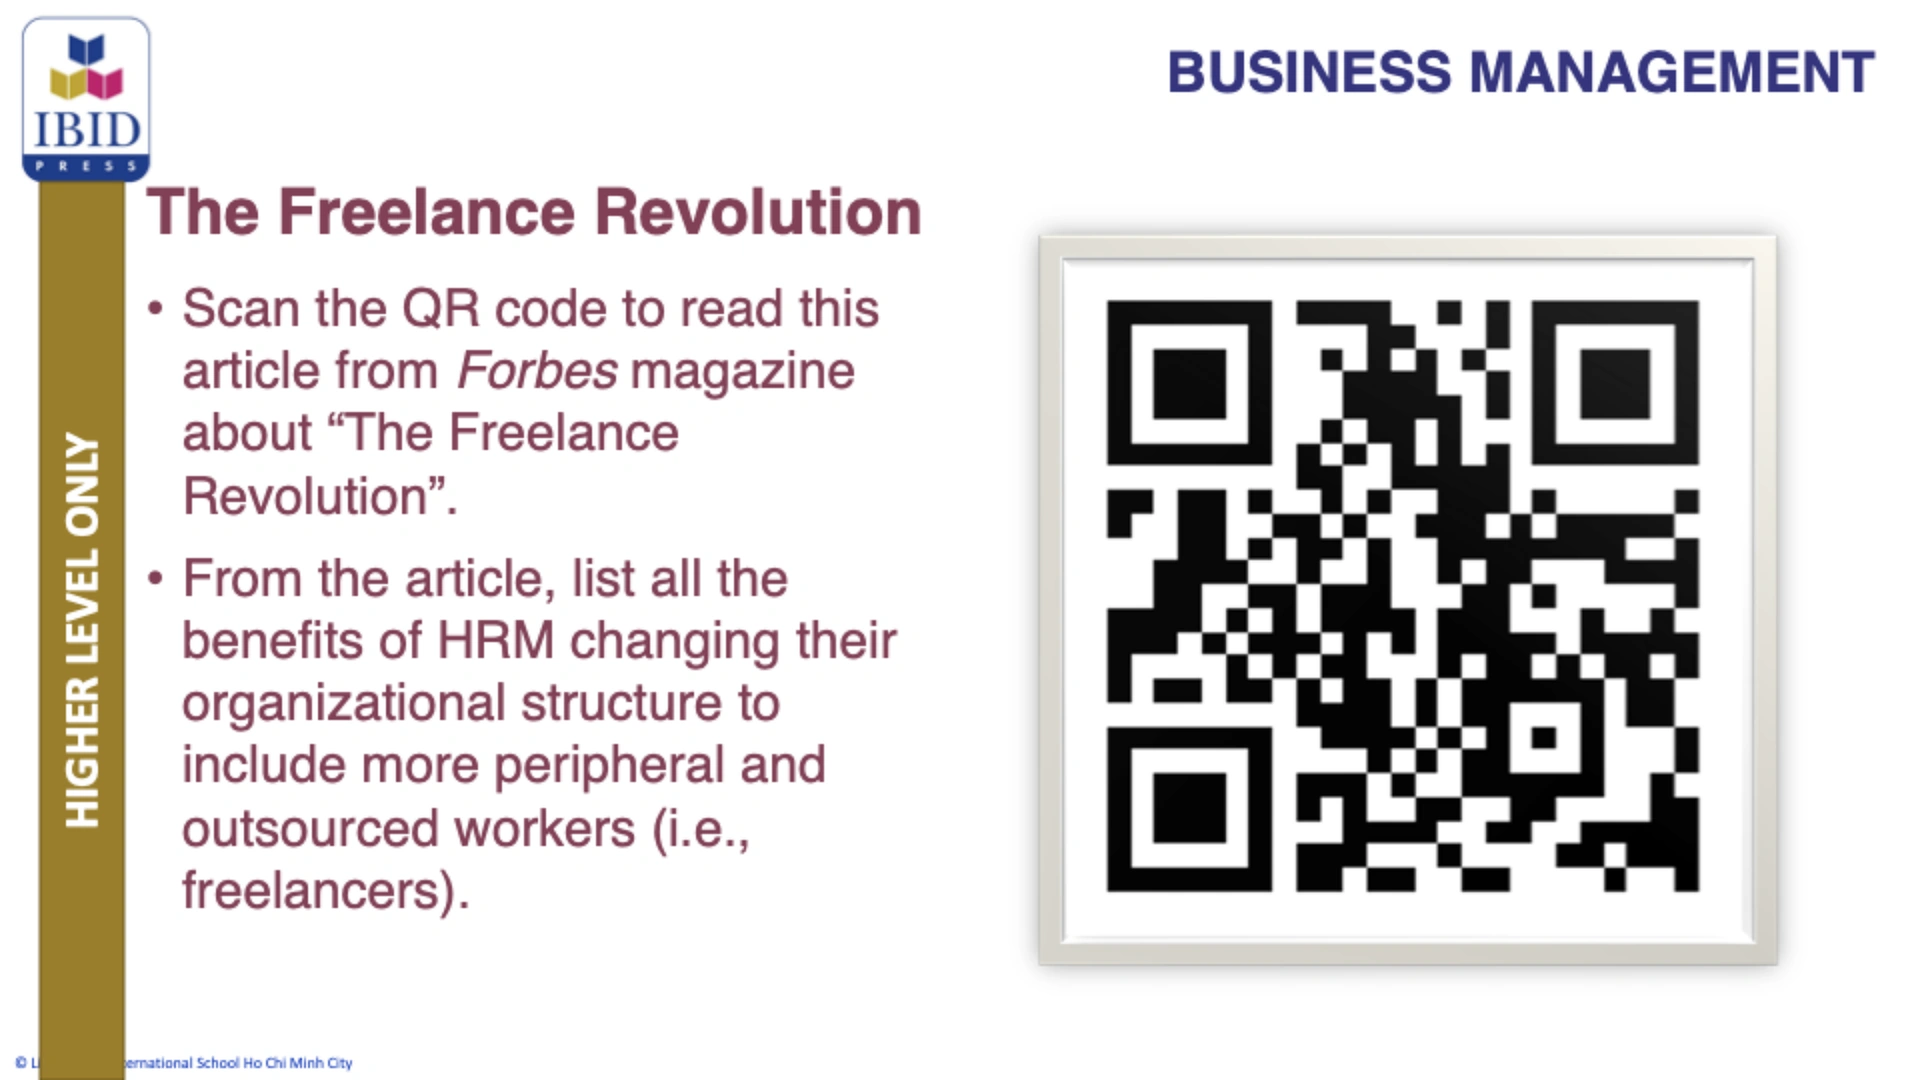 IBID
PRESS
BUSINESS MANAGEMENT
The Freelance Revolution
• Scan the QR code to read this
article from Forbes magazine
about “The Freelance
Revolution”.
• From the article, list all the
benefits of HRM changing their
organizational structure to
include more peripheral and
outsourced workers (i.e.,
freelancers).
HIGHER LEVEL ONLY
© ernational School Ho Chi Minh City